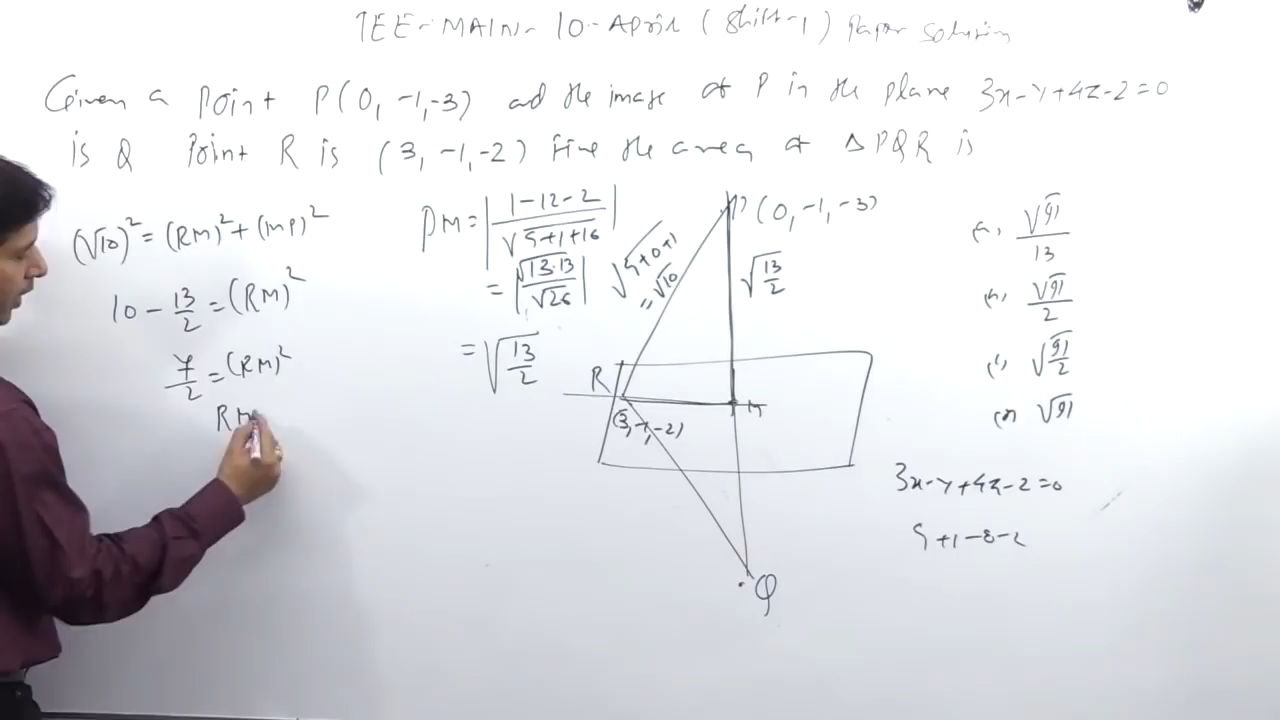 JEE-MAIN-10-April (Shift-1) Paper Solution
Given a Point P(0, -1, -3) and the image of P in the plane 3x-y+4z-2=0
is Q Point R is (3, -1, -2) Find the area of ΔPQR is
(√10)² = (RM)² + (MP)²
10 - 13/2 = (RM)²
7/2 = (RM)²
RM
PM = |(1-12-2)/√(9+1+16)|
= |√(13·13)/√26|
= √(13/2)
√(9+0+1)
= √10
P(0, -1, -3)
√(13/2)
R
M
(3, -1, -2)
Q
√91/13
√91/2
√(91/2)
√91
3x-y+4z-2=0
9+1-8-2